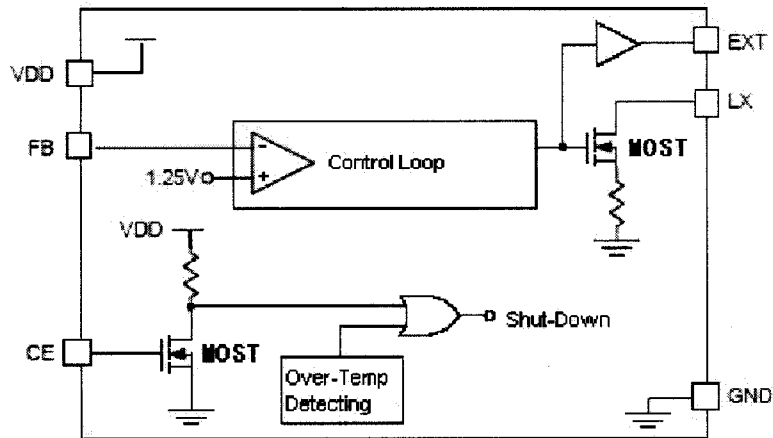 EXT
VDD
LX
FB
- Control Loop
MOST
1.25V +
VDD
Shut-Down
CE
MOST
Over-Temp
Detecting
GND